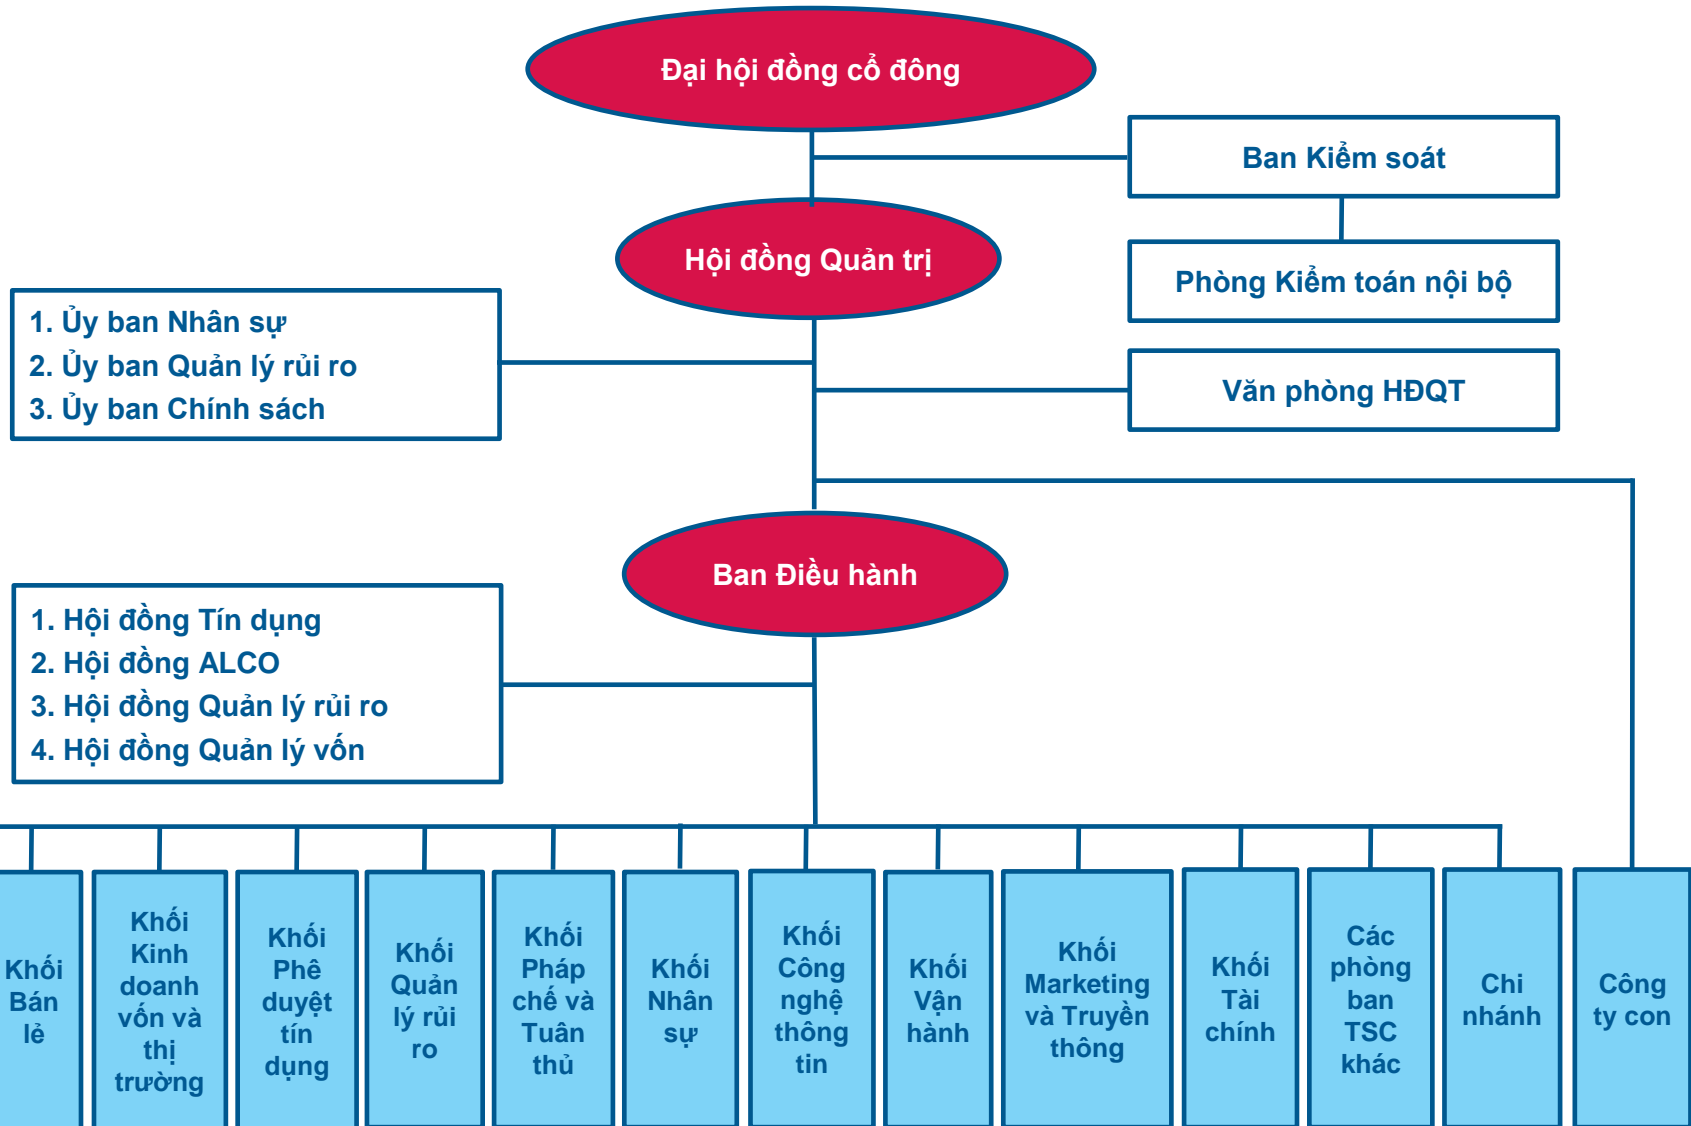 Đại hội đồng cổ đông
Ban Kiểm soát
Hội đồng Quản trị
Phòng Kiểm toán nội bộ
1. Ủy ban Nhân sự
2. Ủy ban Quản lý rủi ro
3. Ủy ban Chính sách
Văn phòng HĐQT
Ban Điều hành
1. Hội đồng Tín dụng
2. Hội đồng ALCO
3. Hội đồng Quản lý rủi ro
4. Hội đồng Quản lý vốn
Khối
Bán
lẻ
Khối
Kinh
doanh
vốn và
thị
trường
Khối
Phê
duyệt
tín
dụng
Khối
Quản
lý rủi
ro
Khối
Pháp
chế và
Tuân
thủ
Khối
Nhân
sự
Khối
Công
nghệ
thông
tin
Khối
Vận
hành
Khối
Marketing
và Truyền
thông
Khối
Tài
chính
Các
phòng
ban
TSC
khác
Chi
nhánh
Công
ty con